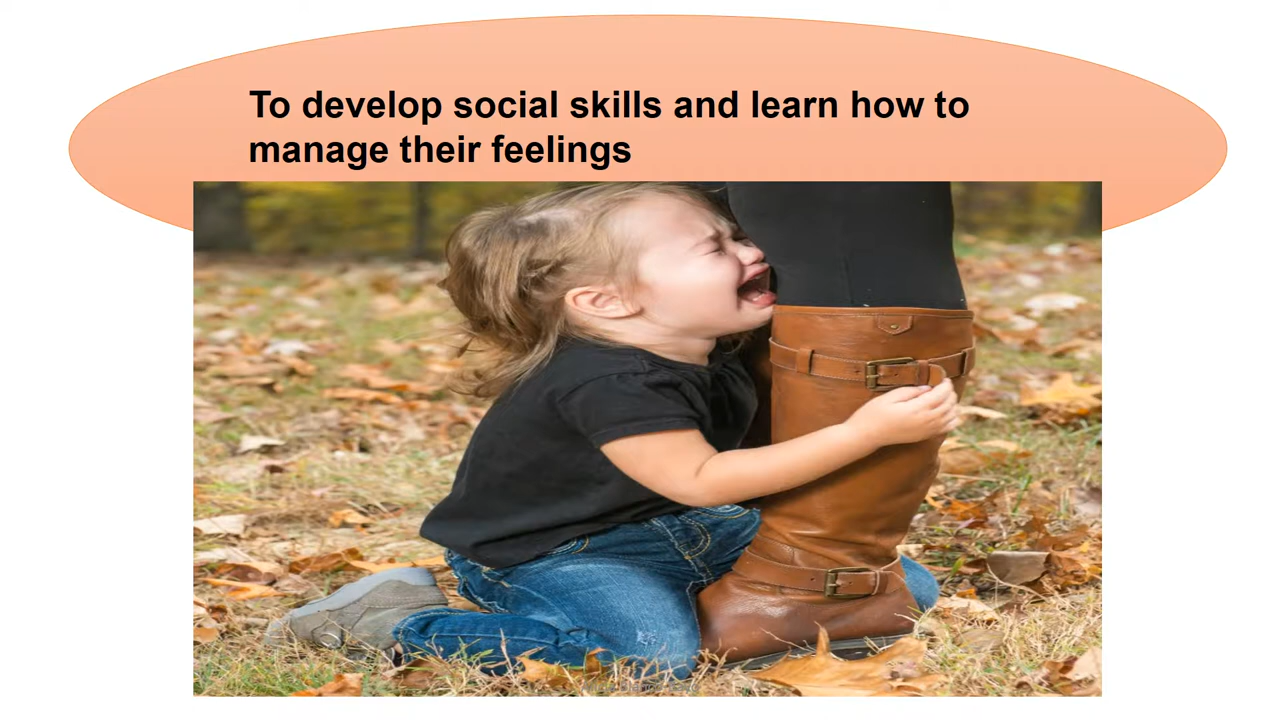 To develop social skills and learn how to
manage their feelings